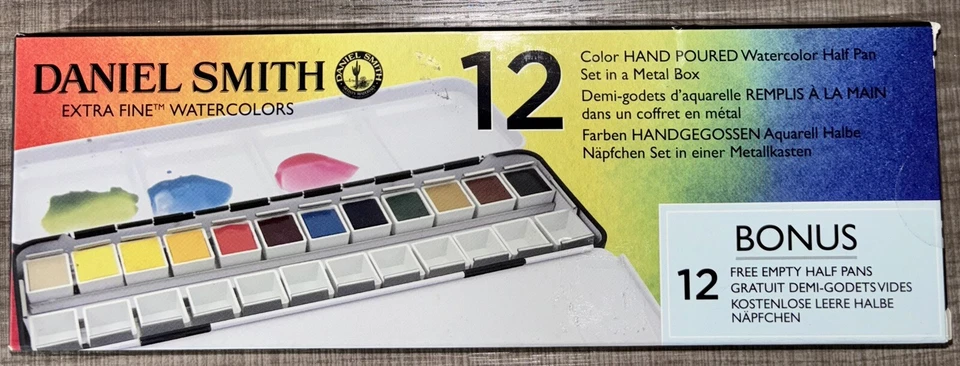 DANIEL SMITH
EXTRA FINE™ WATERCOLORS
12
Color HAND POURED Watercolor Half Pan
Set in a Metal Box
Demi-godets d'aquarelle REMPLIS À LA MAIN
dans un coffret en métal
Farben HANDGEGOSSEN Aquarell Halbe
Näpfchen Set in einer Metallkasten
BONUS
12
FREE EMPTY HALF PANS
GRATUIT DEMI-GODETS VIDES
KOSTENLOSE LEERE HALBE
NÄPFCHEN